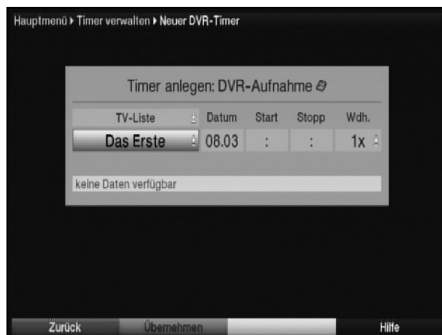 Hauptmenü ▸ Timer verwalten ▸ Neuer DVR-Timer
Timer anlegen: DVR-Aufnahme
TV-Liste Datum Start Stopp Wdh.
Das Erste 08.03 : : 1x
keine Daten verfügbar
Zurück Übernehmen Hilfe